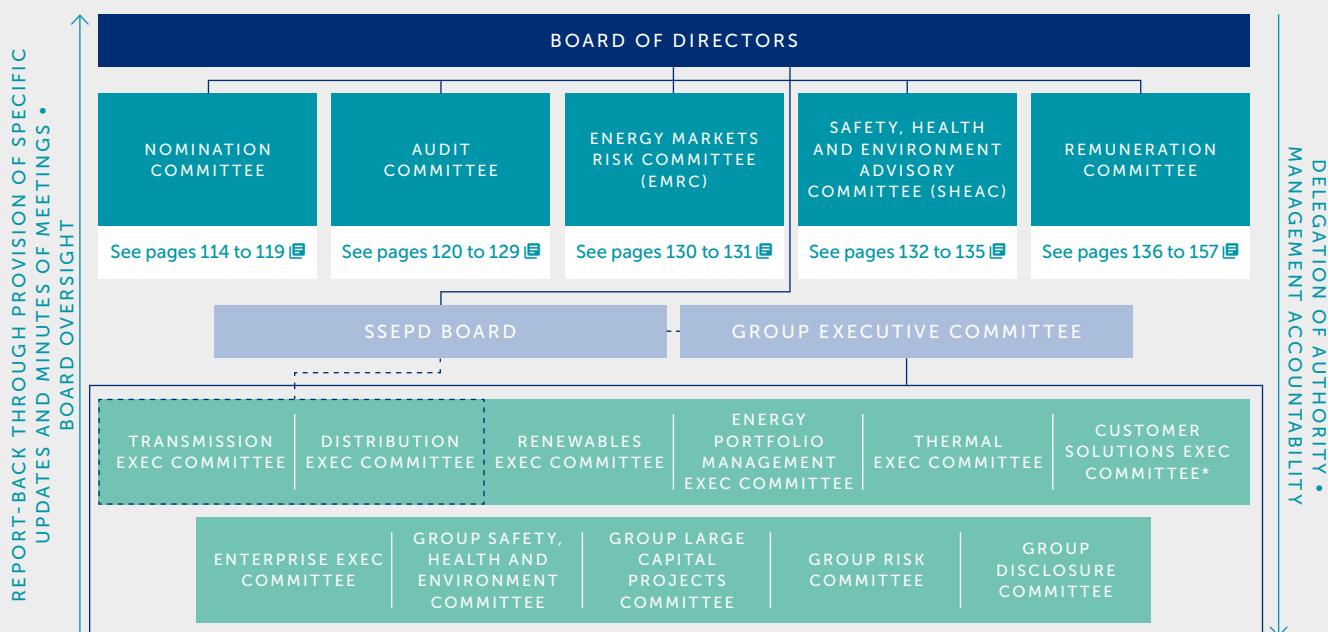 REPORT-BACK THROUGH PROVISION OF SPECIFIC
UPDATES AND MINUTES OF MEETINGS •
BOARD OVERSIGHT
BOARD OF DIRECTORS
NOMINATION
COMMITTEE
See pages 114 to 119
AUDIT
COMMITTEE
See pages 120 to 129
ENERGY MARKETS
RISK COMMITTEE
(EMRC)
See pages 130 to 131
SAFETY, HEALTH
AND ENVIRONMENT
ADVISORY
COMMITTEE (SHEAC)
See pages 132 to 135
REMUNERATION
COMMITTEE
See pages 136 to 157
SSEPD BOARD
GROUP EXECUTIVE COMMITTEE
TRANSMISSION
EXEC COMMITTEE
DISTRIBUTION
EXEC COMMITTEE
RENEWABLES
EXEC COMMITTEE
ENERGY
PORTFOLIO
MANAGEMENT
EXEC COMMITTEE
THERMAL
EXEC COMMITTEE
CUSTOMER
SOLUTIONS EXEC
COMMITTEE*
ENTERPRISE EXEC
COMMITTEE
GROUP SAFETY,
HEALTH AND
ENVIRONMENT
COMMITTEE
GROUP LARGE
CAPITAL
PROJECTS
COMMITTEE
GROUP RISK
COMMITTEE
GROUP
DISCLOSURE
COMMITTEE
DELEGATION OF AUTHORITY •
MANAGEMENT ACCOUNTABILITY